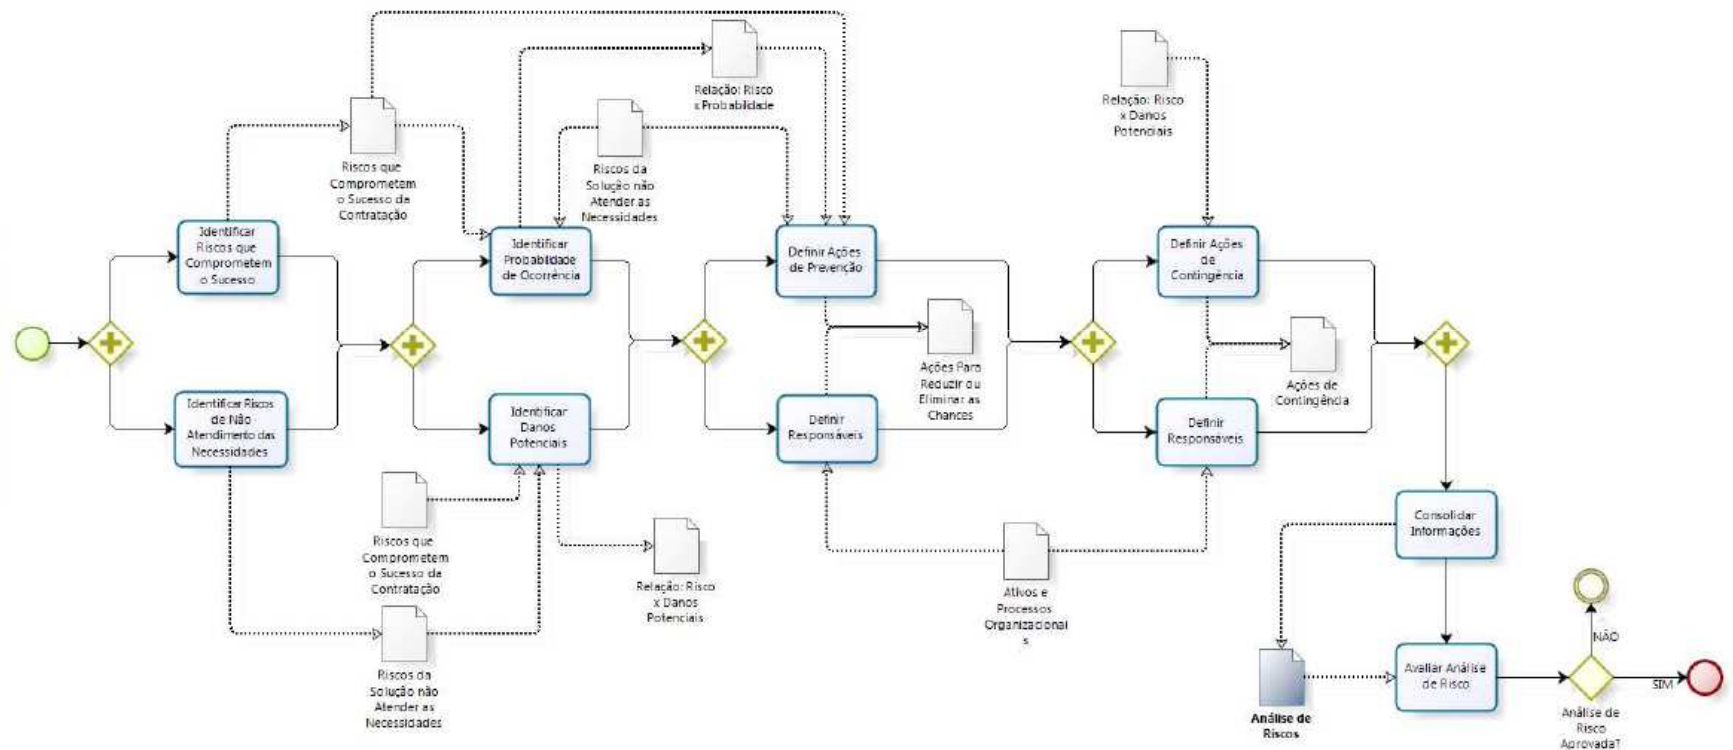 Relação: Risco
x Probabilidade
Relação: Risco
x Danos
Potenciais
Riscos que
Comprometem
o Sucesso da
Contratação
Riscos da
Solução não
Atender as
Necessidades
Identificar
Riscos que
Comprometem
o Sucesso
Identificar
Probabilidade
de Ocorrência
Definir Ações
de Prevenção
Definir Ações
de
Contingência
Ações Para
Reduzir ou
Eliminar as
Chances
Ações de
Contingência
Identificar Riscos
de Não
Atendimento das
Necessidades
Identificar
Danos
Potenciais
Definir
Responsáveis
Definir
Responsáveis
Riscos que
Comprometem
o Sucesso da
Contratação
Relação: Risco
x Danos
Potenciais
Ativos e
Processos
Organizacionai
s
Consolidar
Informações
Riscos da
Solução não
Atender as
Necessidades
Análise de
Riscos
Avaliar Análise
de Risco
NÃO
SIM
Análise de
Risco
Aprovada?